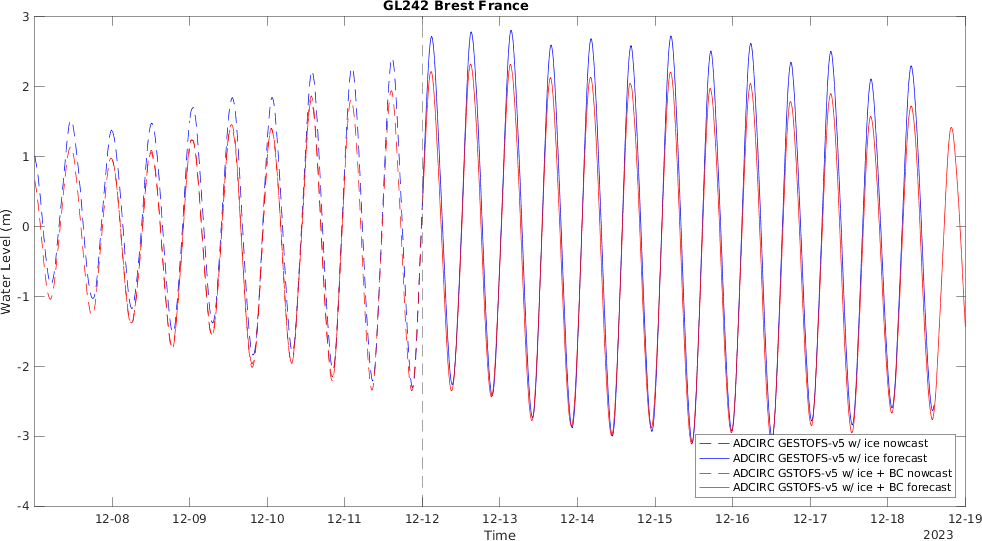 GL242 Brest France
3
2
1
0
-1
-2
-3
-4
Water Level (m)
ADCIRC GESTOFS-v5 w/ ice nowcast
ADCIRC GESTOFS-v5 w/ ice forecast
ADCIRC GSTOFS-v5 w/ ice + BC nowcast
ADCIRC GSTOFS-v5 w/ ice + BC forecast
12-08 12-09 12-10 12-11 12-12 12-13 12-14 12-15 12-16 12-17 12-18 12-19
Time
2023